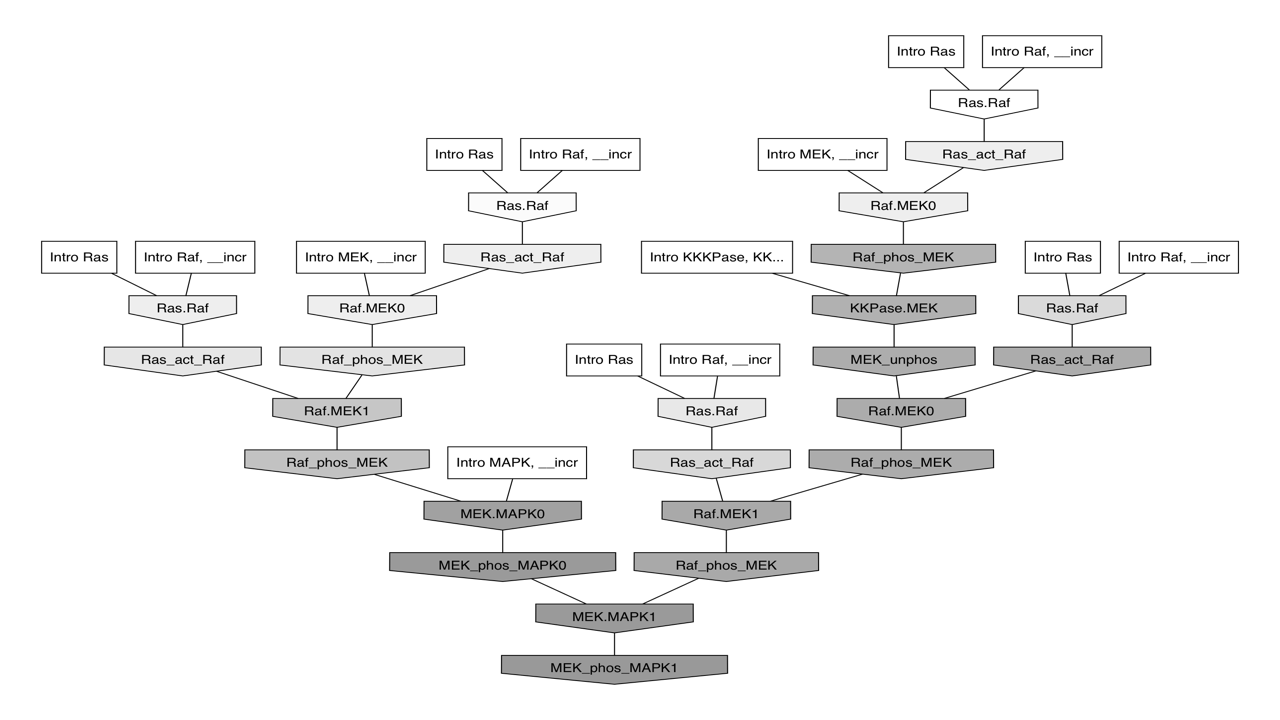 Intro Ras
Intro Raf, __incr
Ras.Raf
Intro Ras
Intro Raf, __incr
Intro MEK, __incr
Ras_act_Raf
Ras.Raf
Raf.MEK0
Intro Ras
Intro Raf, __incr
Intro MEK, __incr
Ras_act_Raf
Intro KKKPase, KK...
Raf_phos_MEK
Intro Ras
Intro Raf, __incr
Ras.Raf
Raf.MEK0
KKPase.MEK
Ras.Raf
Ras_act_Raf
Raf_phos_MEK
Intro Ras
Intro Raf, __incr
MEK_unphos
Ras_act_Raf
Raf.MEK1
Ras.Raf
Raf.MEK0
Raf_phos_MEK
Intro MAPK, __incr
Ras_act_Raf
Raf_phos_MEK
MEK.MAPK0
Raf.MEK1
MEK_phos_MAPK0
Raf_phos_MEK
MEK.MAPK1
MEK_phos_MAPK1